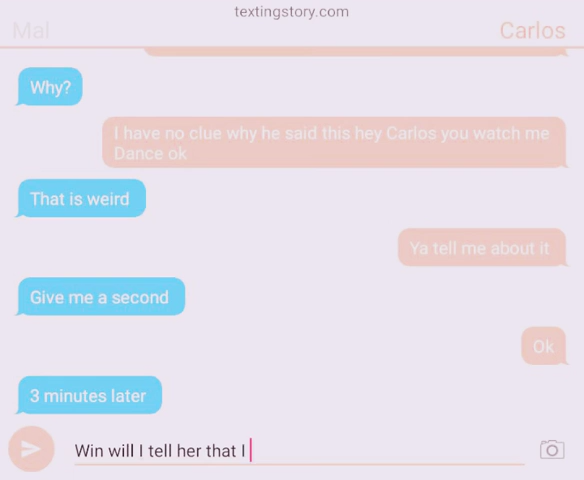 textingstory.com
Mal
Carlos
Why?
I have no clue why he said this hey Carlos you watch me
Dance ok
That is weird
Ya tell me about it
Give me a second
Ok
3 minutes later
Win will I tell her that I